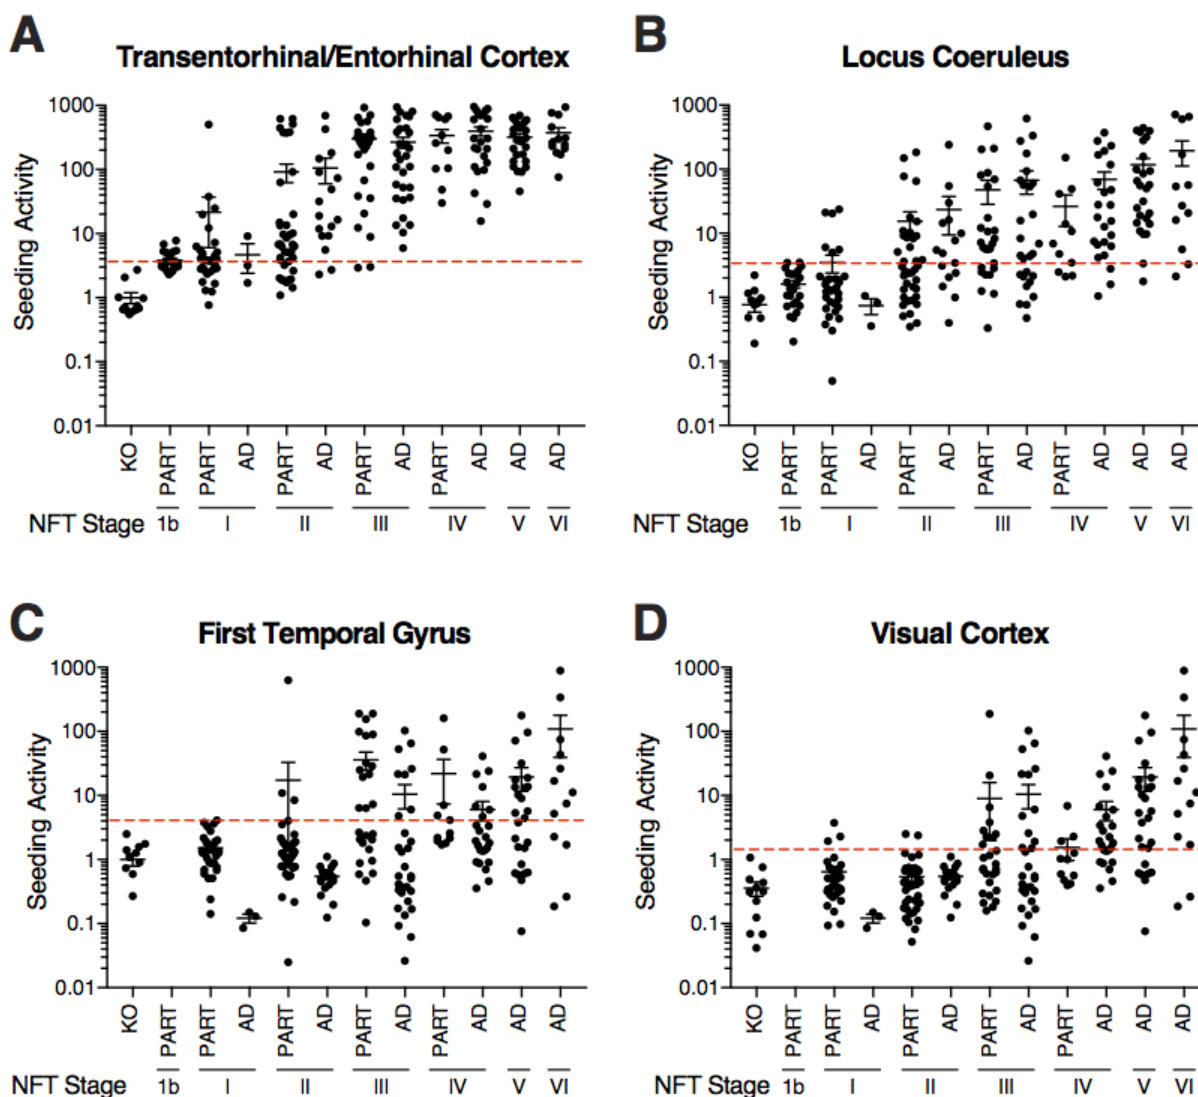 A
Transentorhinal/Entorhinal Cortex
Seeding Activity
1000
100
10
1
0.1
0.01
KO PART PART AD PART AD PART AD PART AD AD AD
NFT Stage 1b I II III IV V VI
B
Locus Coeruleus
Seeding Activity
1000
100
10
1
0.1
0.01
KO PART PART AD PART AD PART AD PART AD AD AD
NFT Stage 1b I II III IV V VI
C
First Temporal Gyrus
Seeding Activity
1000
100
10
1
0.1
0.01
KO PART PART AD PART AD PART AD PART AD AD AD
NFT Stage 1b I II III IV V VI
D
Visual Cortex
Seeding Activity
1000
100
10
1
0.1
0.01
KO PART PART AD PART AD PART AD PART AD AD AD
NFT Stage 1b I II III IV V VI